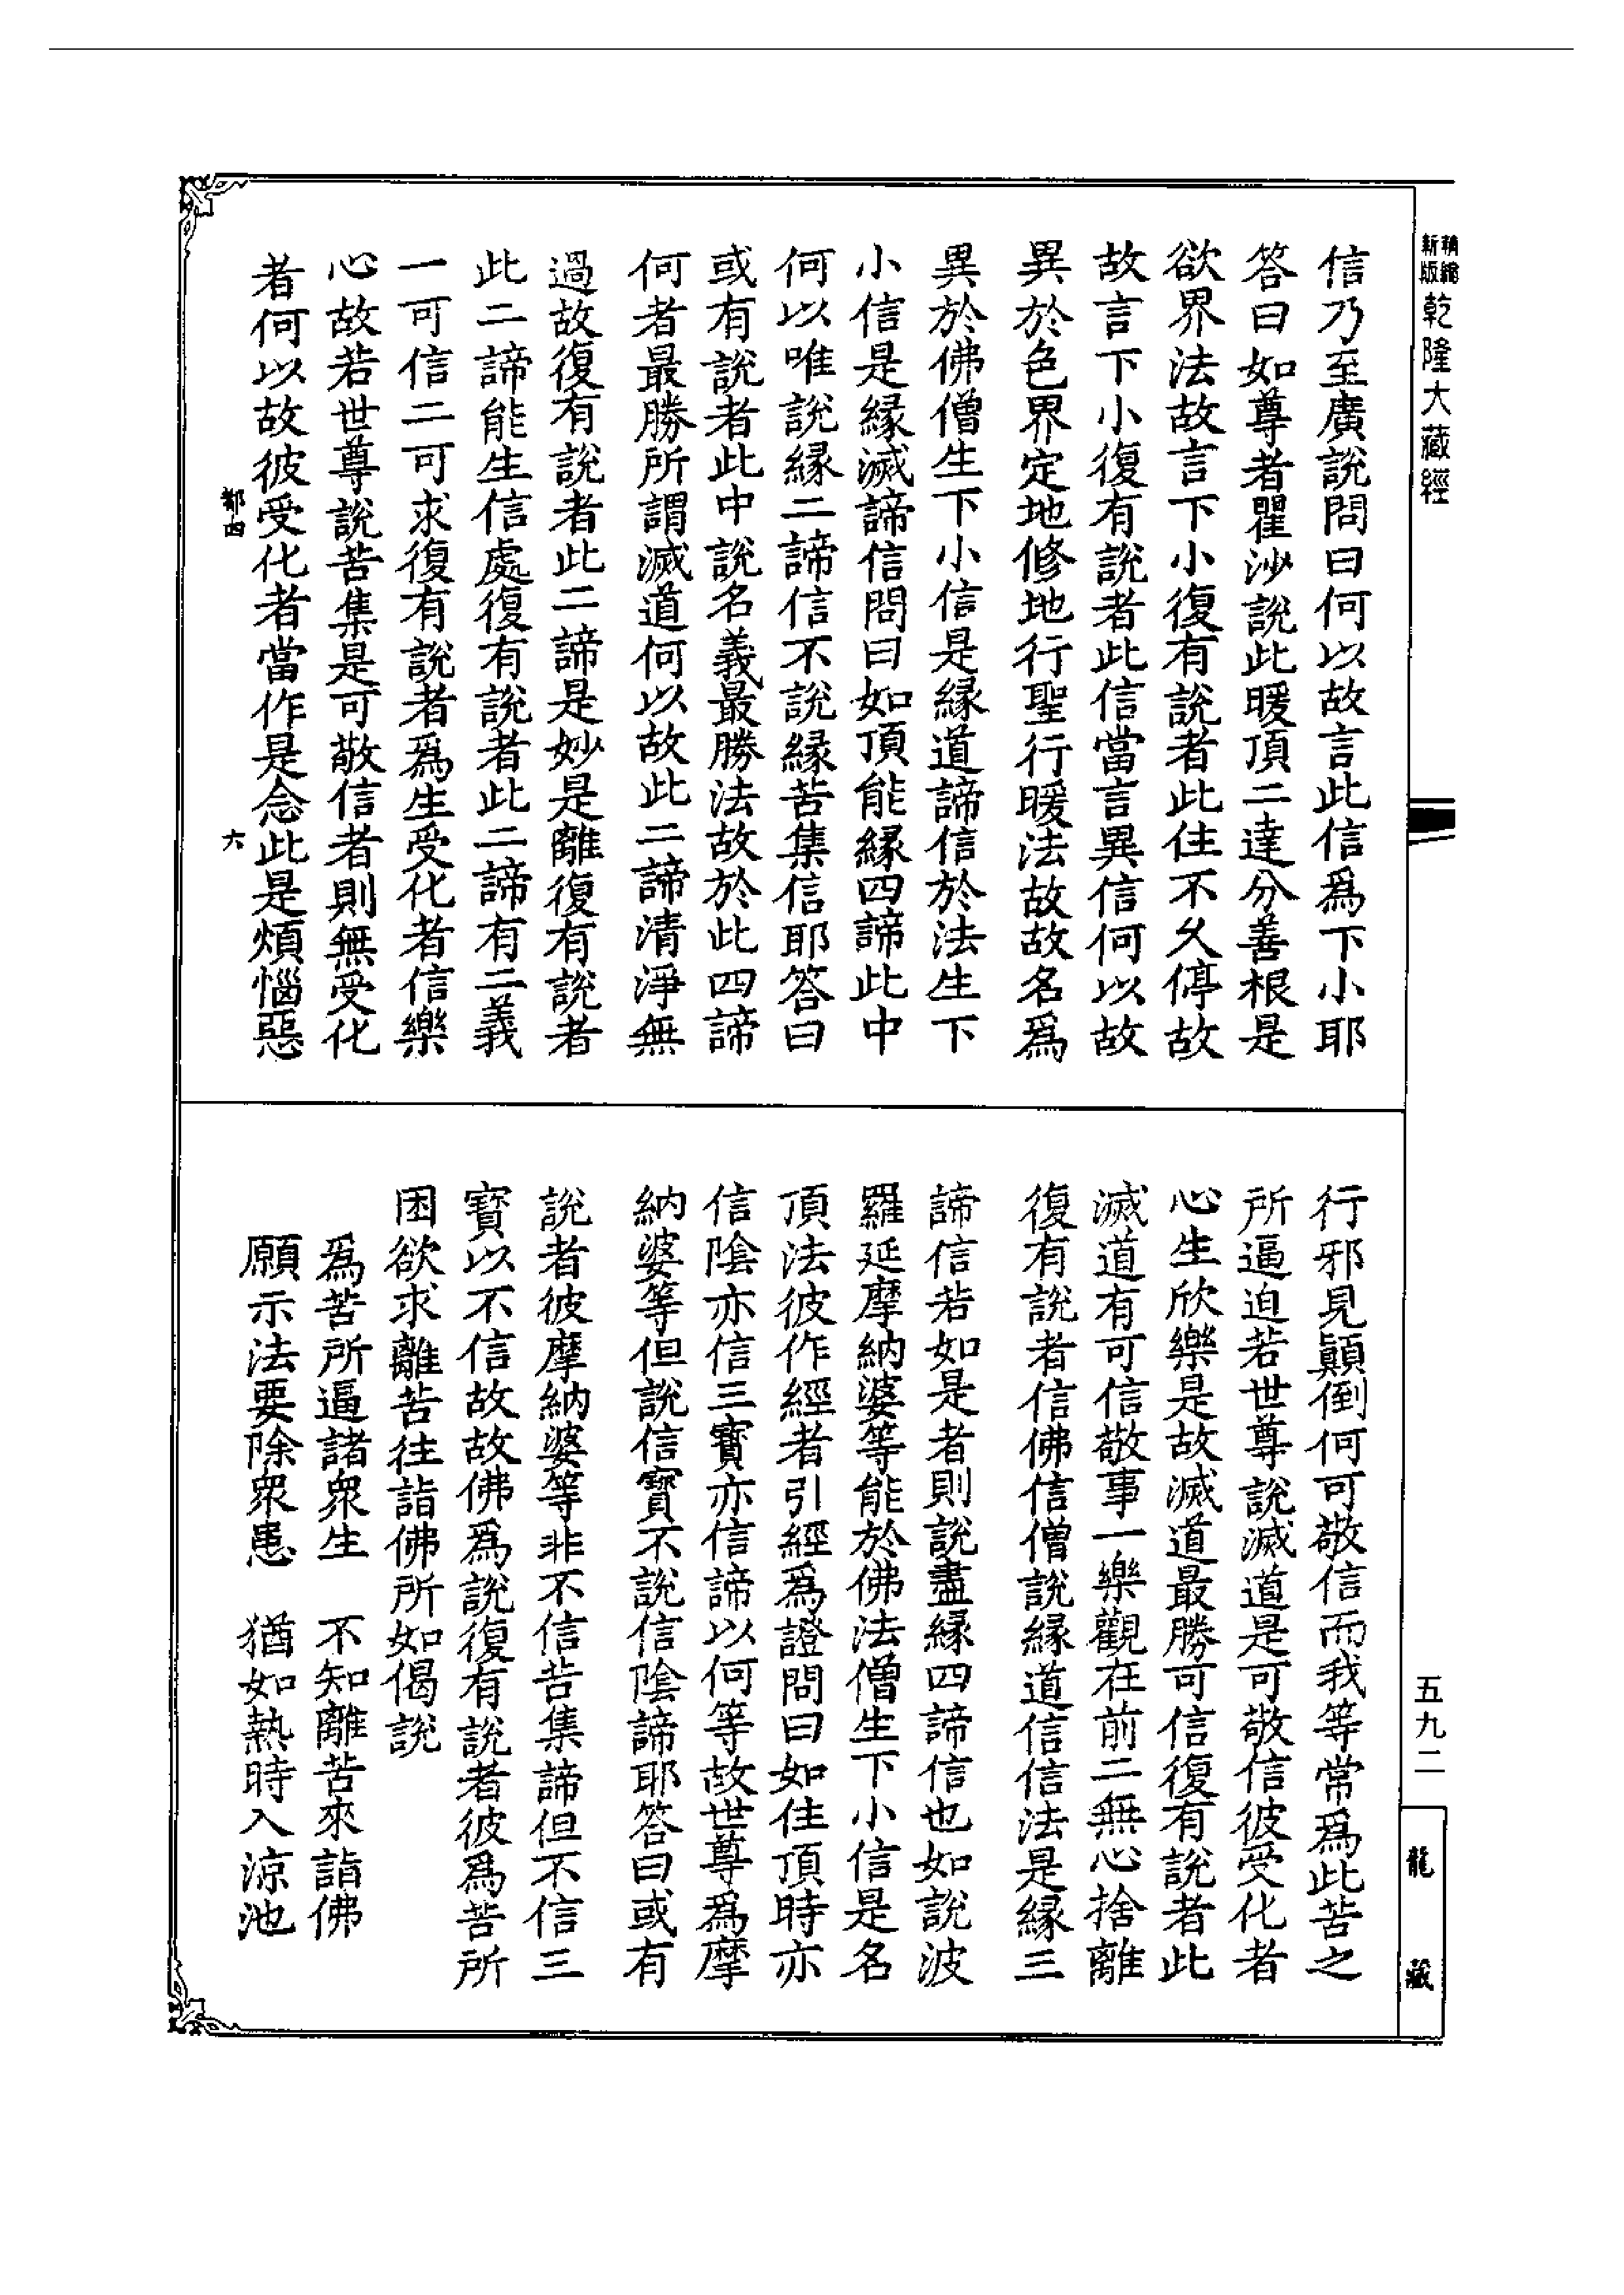 精縮新版乾隆大藏經
信乃至廣說問曰何以故言此信爲下小耶
答曰如尊者瞿沙說此暖頂二達分善根是
欲界法故言下小復有說者此住不久停故
故言下小復有說者此信當言異信何以故
異於色界定地修地行聖行暖法故故名爲
異於佛僧生下小信是緣道諦信於法生下
小信是緣滅諦信問曰如頂能緣四諦此中
何以唯說緣二諦信不說緣苦集信耶答曰
或有說者此中說名義最勝法故於此四諦
何者最勝所謂滅道何以故此二諦清淨無
過故復有說者此二諦是妙是離復有說者
此二諦能生信處復有說者此二諦有二義
一可信二可求復有說者爲生受化者信樂
心故若世尊說苦集是可敬信者則無受化
者何以故彼受化者當作是念此是煩惱惡
鄣四
六
行邪見顛倒何可敬信而我等常爲此苦之
所逼迫若世尊說滅道是可敬信彼受化者
心生欣樂是故滅道最勝可信復有說者此
滅道有可信敬事一樂觀在前二無心捨離
復有說者信佛信僧說緣道信信法是緣三
諦信若如是者則說盡緣四諦信也如說波
羅延摩納婆等能於佛法僧生下小信是名
頂法彼作經者引經爲證問曰如住頂時亦
信陰亦信三寶亦信諦以何等故世尊爲摩
納婆等但說信寶不說信陰諦耶答曰或有
說者彼摩納婆等非不信苦集諦但不信三
寶以不信故故佛爲說復有說者彼爲苦所
困欲求離苦往詣佛所如偈說
爲苦所逼諸衆生　不知離苦來詣佛
願示法要除衆患　猶如熱時入涼池
五九二
龍藏